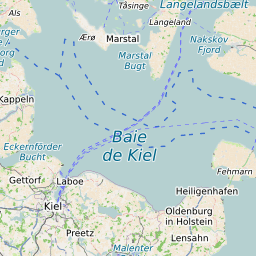 Langelandsbælt
Als
Tåsinge
Langeland
Ærø
Marstal
Nakskov
Fjord
Marstal
Bugt
Kappeln
Baie
de Kiel
Eckernförder
Bucht
Fehmarn
Gettorf
Laboe
Heiligenhafen
Kiel
Oldenburg
in Holstein
Preetz
Lensahn
Malenter